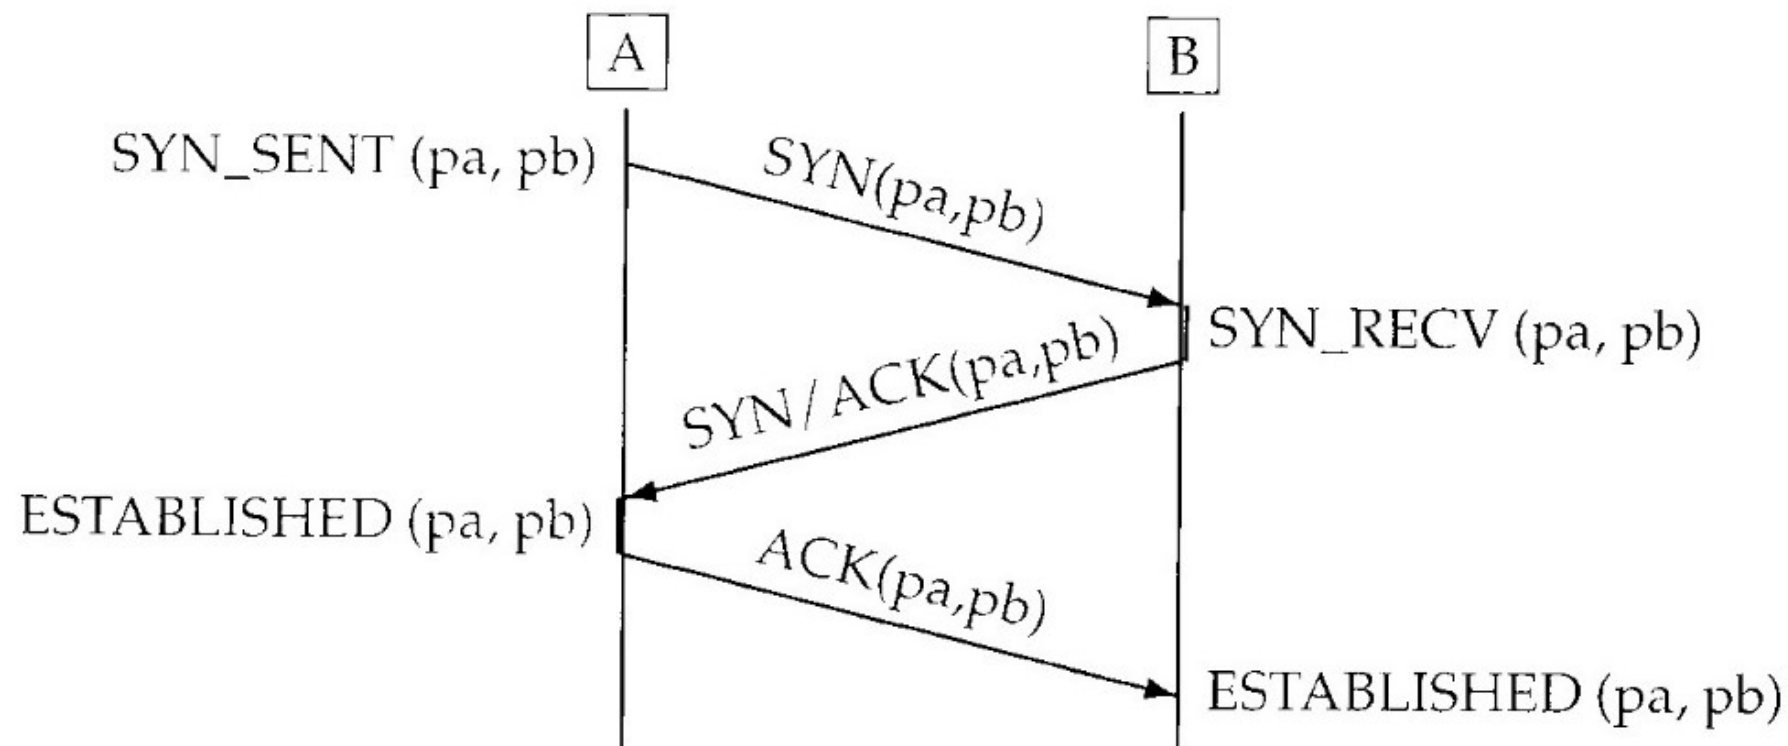 A
B
SYN_SENT (pa, pb)
SYN(pa,pb)
SYN_RECV (pa, pb)
SYN/ACK(pa,pb)
ESTABLISHED (pa, pb)
ACK(pa,pb)
ESTABLISHED (pa, pb)